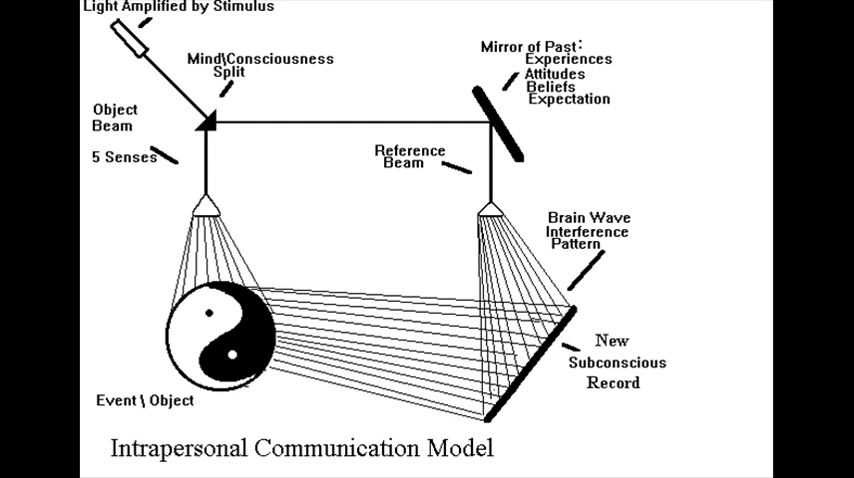 Light Amplified by Stimulus
Mind\Consciousness
Split
Mirror of Past:
Experiences
Attitudes
Beliefs
Expectation
Object
Beam
5 Senses
Reference
Beam
Brain Wave
Interference
Pattern
New
Subconscious
Record
Event \ Object
Intrapersonal Communication Model